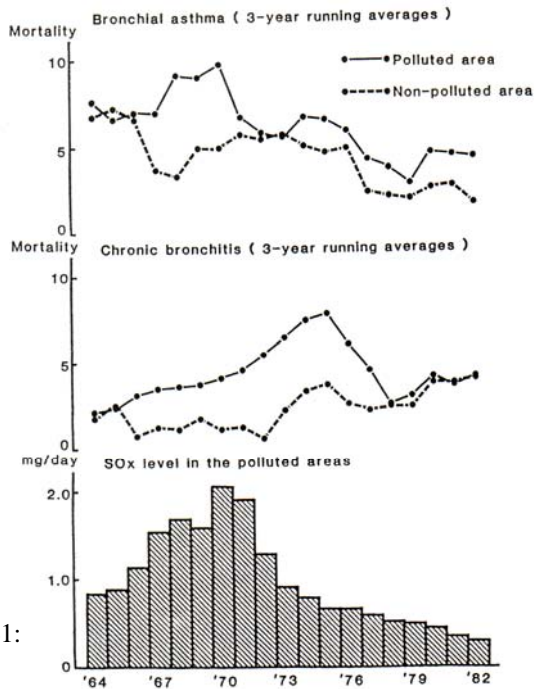 Bronchial asthma ( 3-year running averages )
Mortality
10
Polluted area
Non-polluted area
5
0
Mortality
Chronic bronchitis ( 3-year running averages )
10
5
0
mg/day
SOx level in the polluted areas
2.0
1.0
1:
0
'64 '67 '70 '73 '76 '79 '82